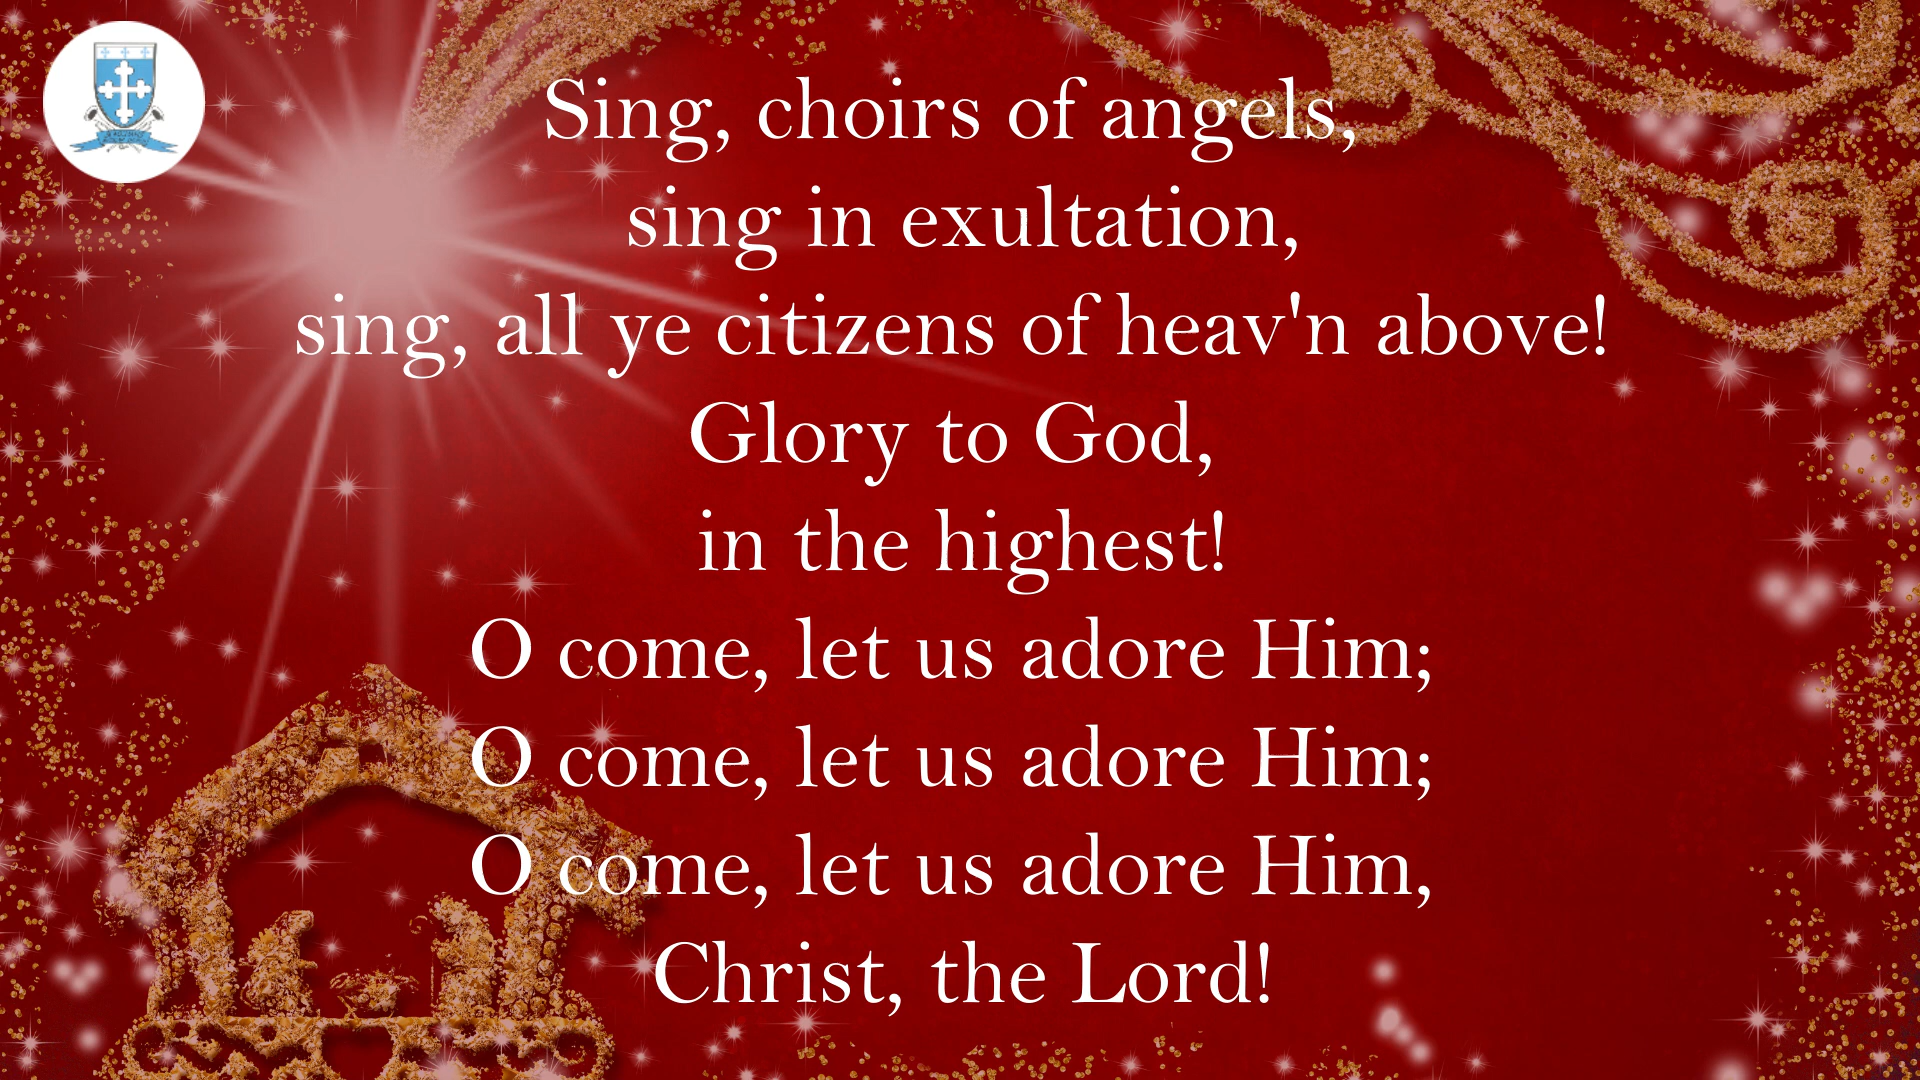 Sing, choirs of angels,
sing in exultation,
sing, all ye citizens of heav'n above!
Glory to God,
in the highest!
O come, let us adore Him;
O come, let us adore Him;
O come, let us adore Him,
Christ, the Lord!